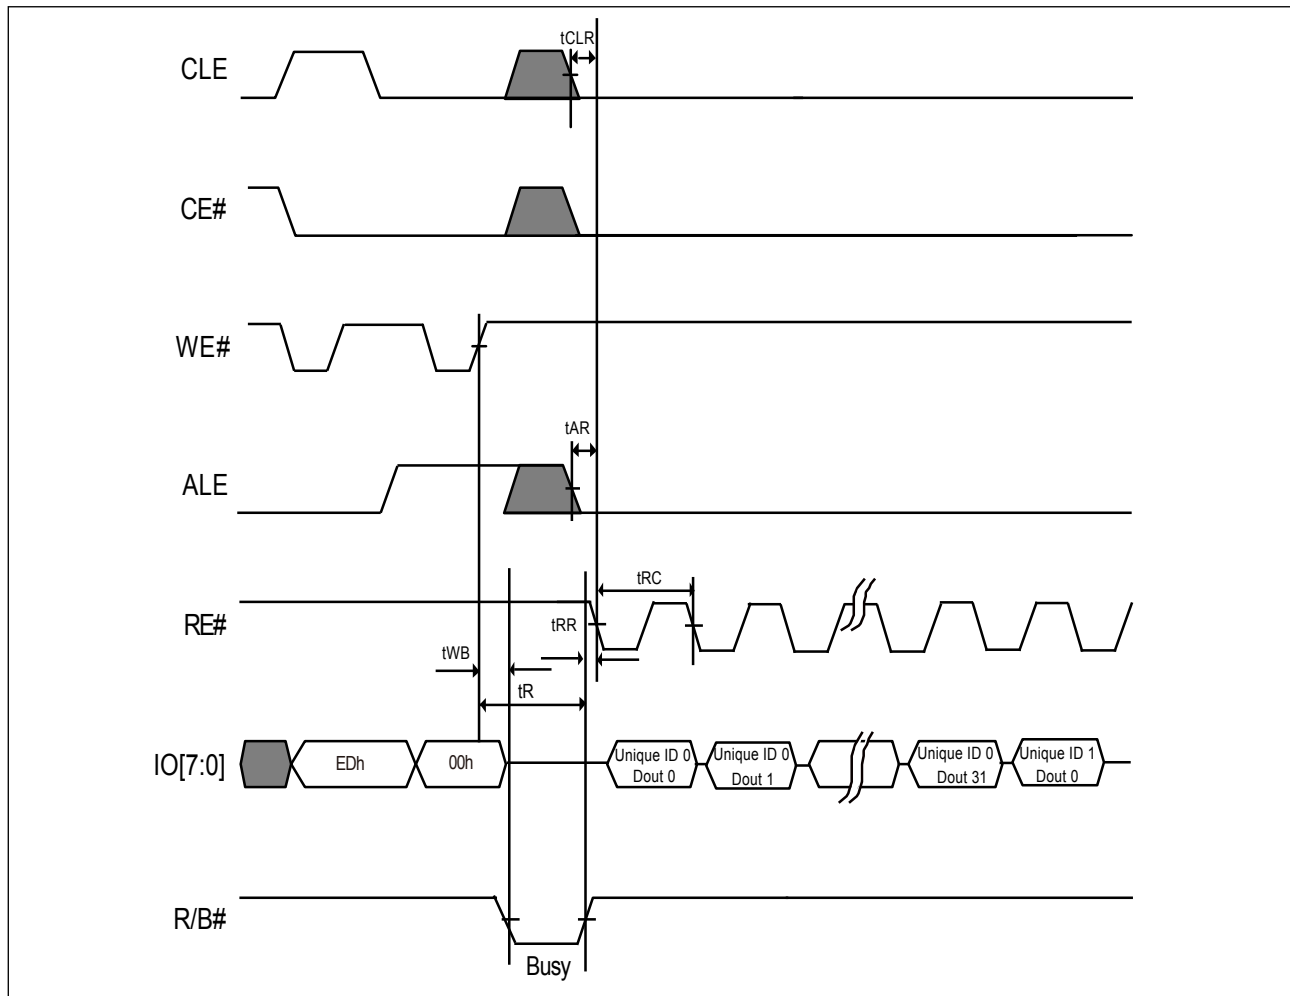 tCLR
CLE
CE#
WE#
tAR
ALE
tRC
RE#
tRR
tWB
tR
IO[7:0]
EDh
00h
Unique ID 0
Dout 0
Unique ID 0
Dout 1
Unique ID 0
Dout 31
Unique ID 1
Dout 0
R/B#
Busy